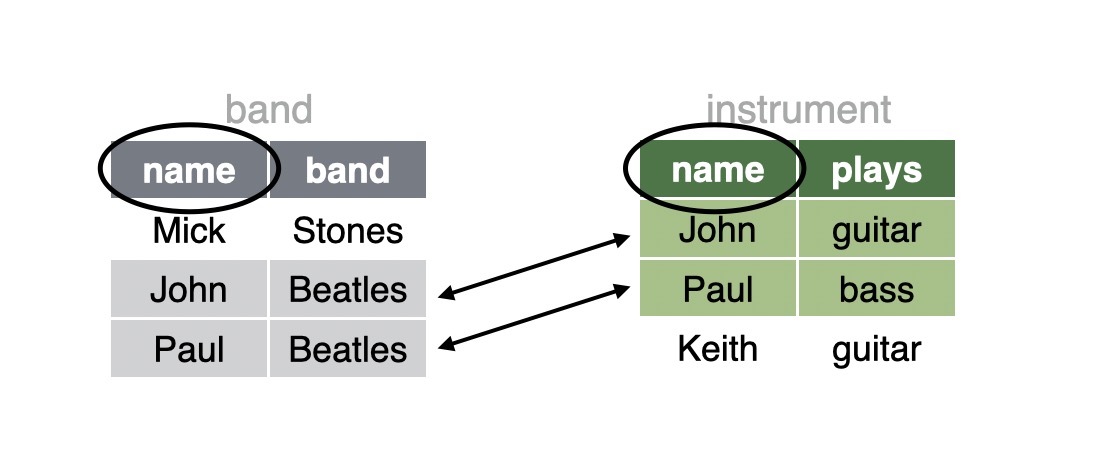 band
name band
Mick Stones
John Beatles
Paul Beatles
instrument
name plays
John guitar
Paul bass
Keith guitar